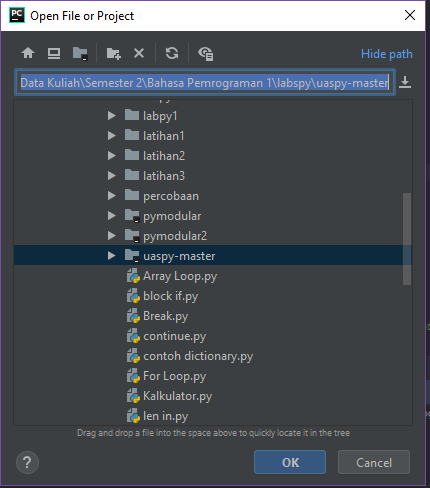 PC
Open File or Project
Hide path
Data Kuliah\Semester 2\Bahasa Pemrograman 1\labspy\uaspy-master
labpy1
latihan1
latihan2
latihan3
percobaan
pymodular
pymodular2
uaspy-master
Array Loop.py
block if.py
Break.py
continue.py
contoh dictionary.py
For Loop.py
Kalkulator.py
len in.py
Drag and drop a file into the space above to quickly locate it in the tree
?
OK
Cancel